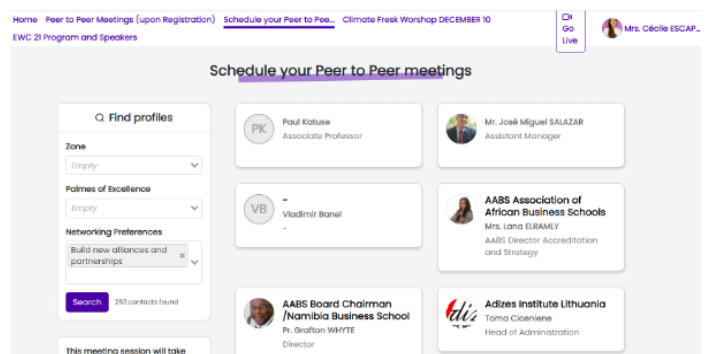 Home Peer to Peer Meetings (upon Registration) Schedule your Peer to Pee... Climate Fresk Worshop DECEMBER 10
EWC 21 Program and Speakers
Go
Live
Mrs. Cécile ESCAP...
Schedule your Peer to Peer meetings
Find profiles
Zone
Empty
Palmes of Excellence
Empty
Networking Preferences
Build new alliances and
partnerships ×
Search 283 contacts found
This meeting session will take
PK
Paul Katuse
Associate Professor
Mr. José Miguel SALAZAR
Assistant Manager
VB
-
Vladimir Banel
-
AABS Association of
African Business Schools
Mrs. Lana ELRAMLY
AABS Director Accreditation
and Strategy
AABS Board Chairman
/Namibia Business School
Pr. Grafton WHYTE
Director
Adizes Institute Lithuania
Toma Ciceniene
Head of Administration